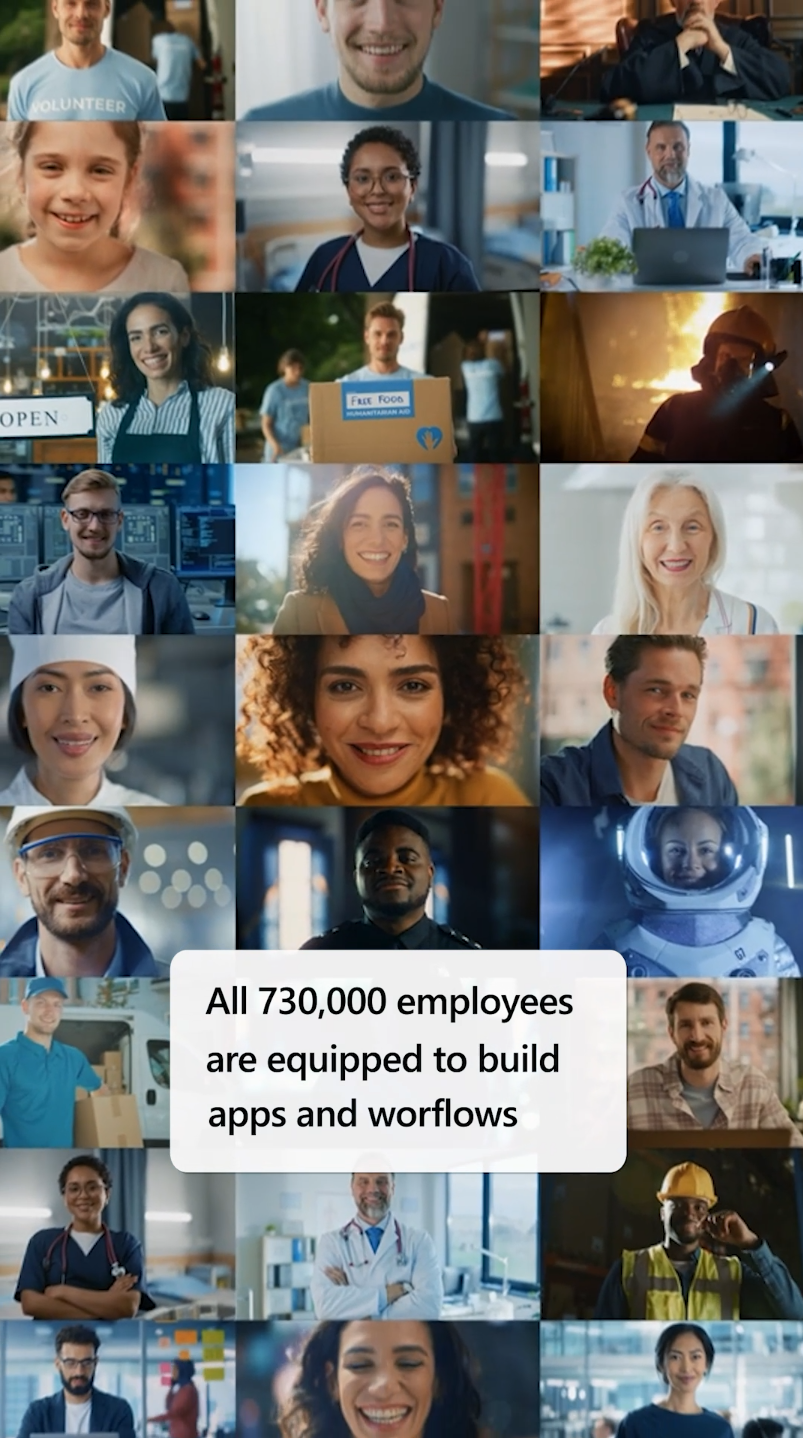 VOLUNTEER
OPEN
FREE FOOD
HUMANITARIAN AID
All 730,000 employees
are equipped to build
apps and worflows